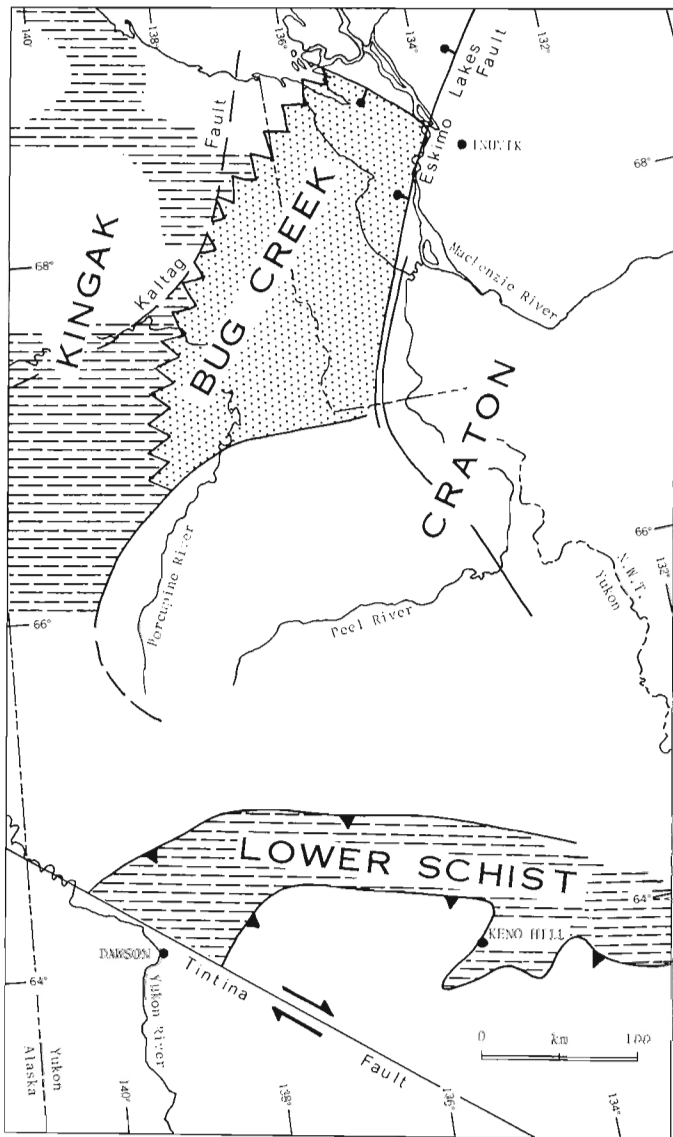 140°
138°
136°
134°
132°
Eskimo Lakes Fault
INUVIK
68°
Fault
Kaltag
68°
KINGAK
BUG CREEK
Mackenzie River
CRATON
66°
132°
N.W.T.
Yukon
Porcupine River
Peel River
66°
LOWER SCHIST
64°
KENO HILL
DAWSON
Tintina
Fault
64°
Yukon River
0 km 100
Yukon
Alaska
140°
138°
136°
134°